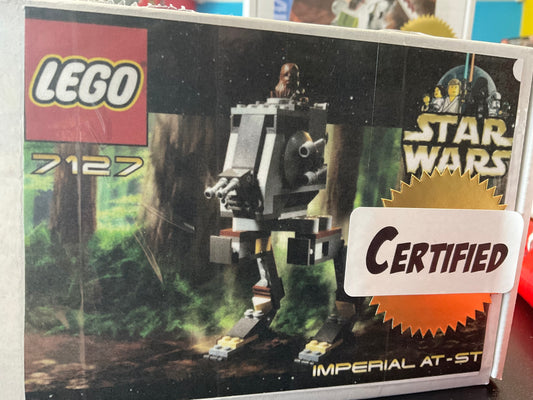 LEGO
7127
STAR
WARS
CERTIFIED
IMPERIAL AT-ST